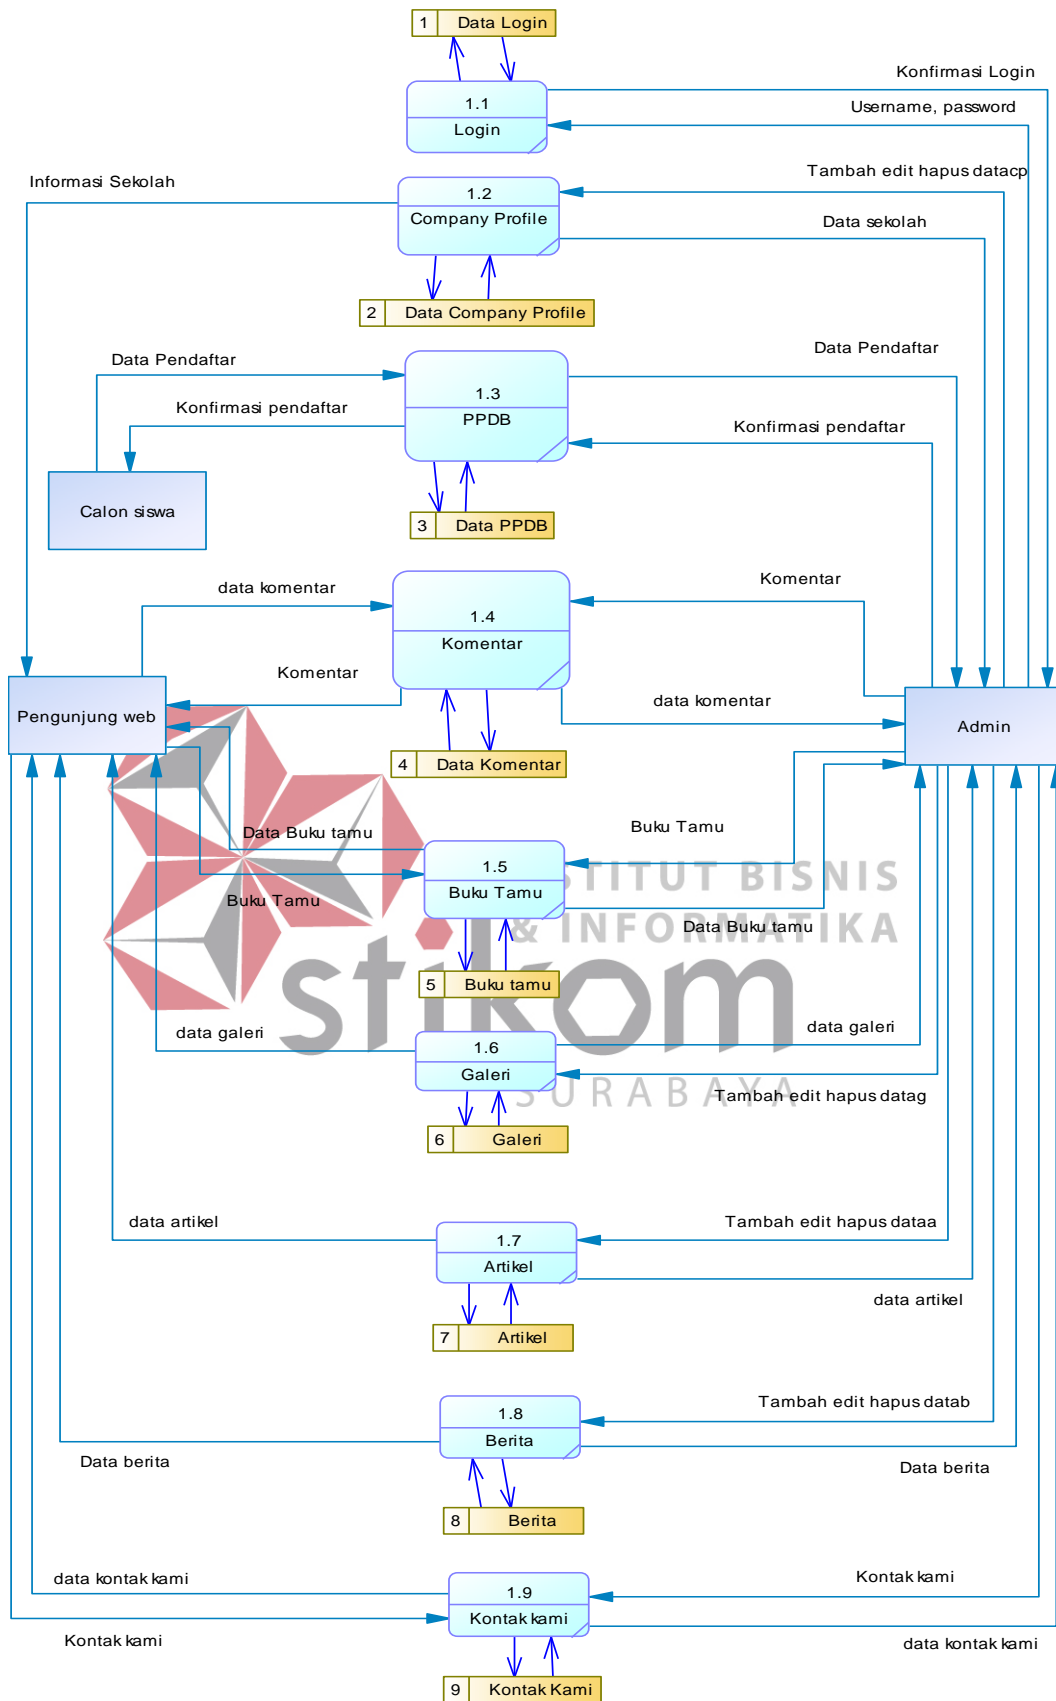 1 Data Login
Konfirmasi Login
1.1
Login
Username, password
Informasi Sekolah
Tambah edit hapus datacp
1.2
Company Profile
Data sekolah
2 Data Company Profile
Data Pendaftar
Data Pendaftar
1.3
PPDB
Konfirmasi pendaftar
Konfirmasi pendaftar
Calon siswa
3 Data PPDB
data komentar
Komentar
1.4
Komentar
Komentar
data komentar
Pengunjung web
Admin
4 Data Komentar
Data Buku tamu
Buku Tamu
1.5
Buku Tamu
Buku Tamu
Data Buku tamu
INSTITUT BISNIS
& INFORMATIKA
stikom
SURABAYA
5 Buku tamu
data galeri
data galeri
1.6
Galeri
Tambah edit hapus datag
6 Galeri
data artikel
Tambah edit hapus dataa
1.7
Artikel
data artikel
7 Artikel
Tambah edit hapus datab
1.8
Berita
Data berita
Data berita
8 Berita
data kontak kami
Kontak kami
1.9
Kontak kami
Kontak kami
data kontak kami
9 Kontak Kami